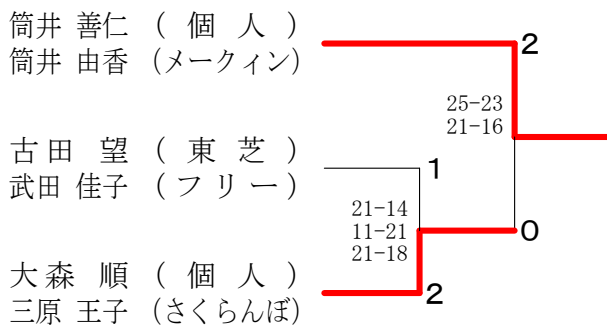 筒井 善仁 ( 個 人 )
筒井 由香 (メークィン)
2
25-23
21-16
古田 望 ( 東 芝 )
武田 佳子 ( フリー )
1
21-14
11-21
21-18
0
大森 順 ( 個 人 )
三原 王子 (さくらんぼ)
2